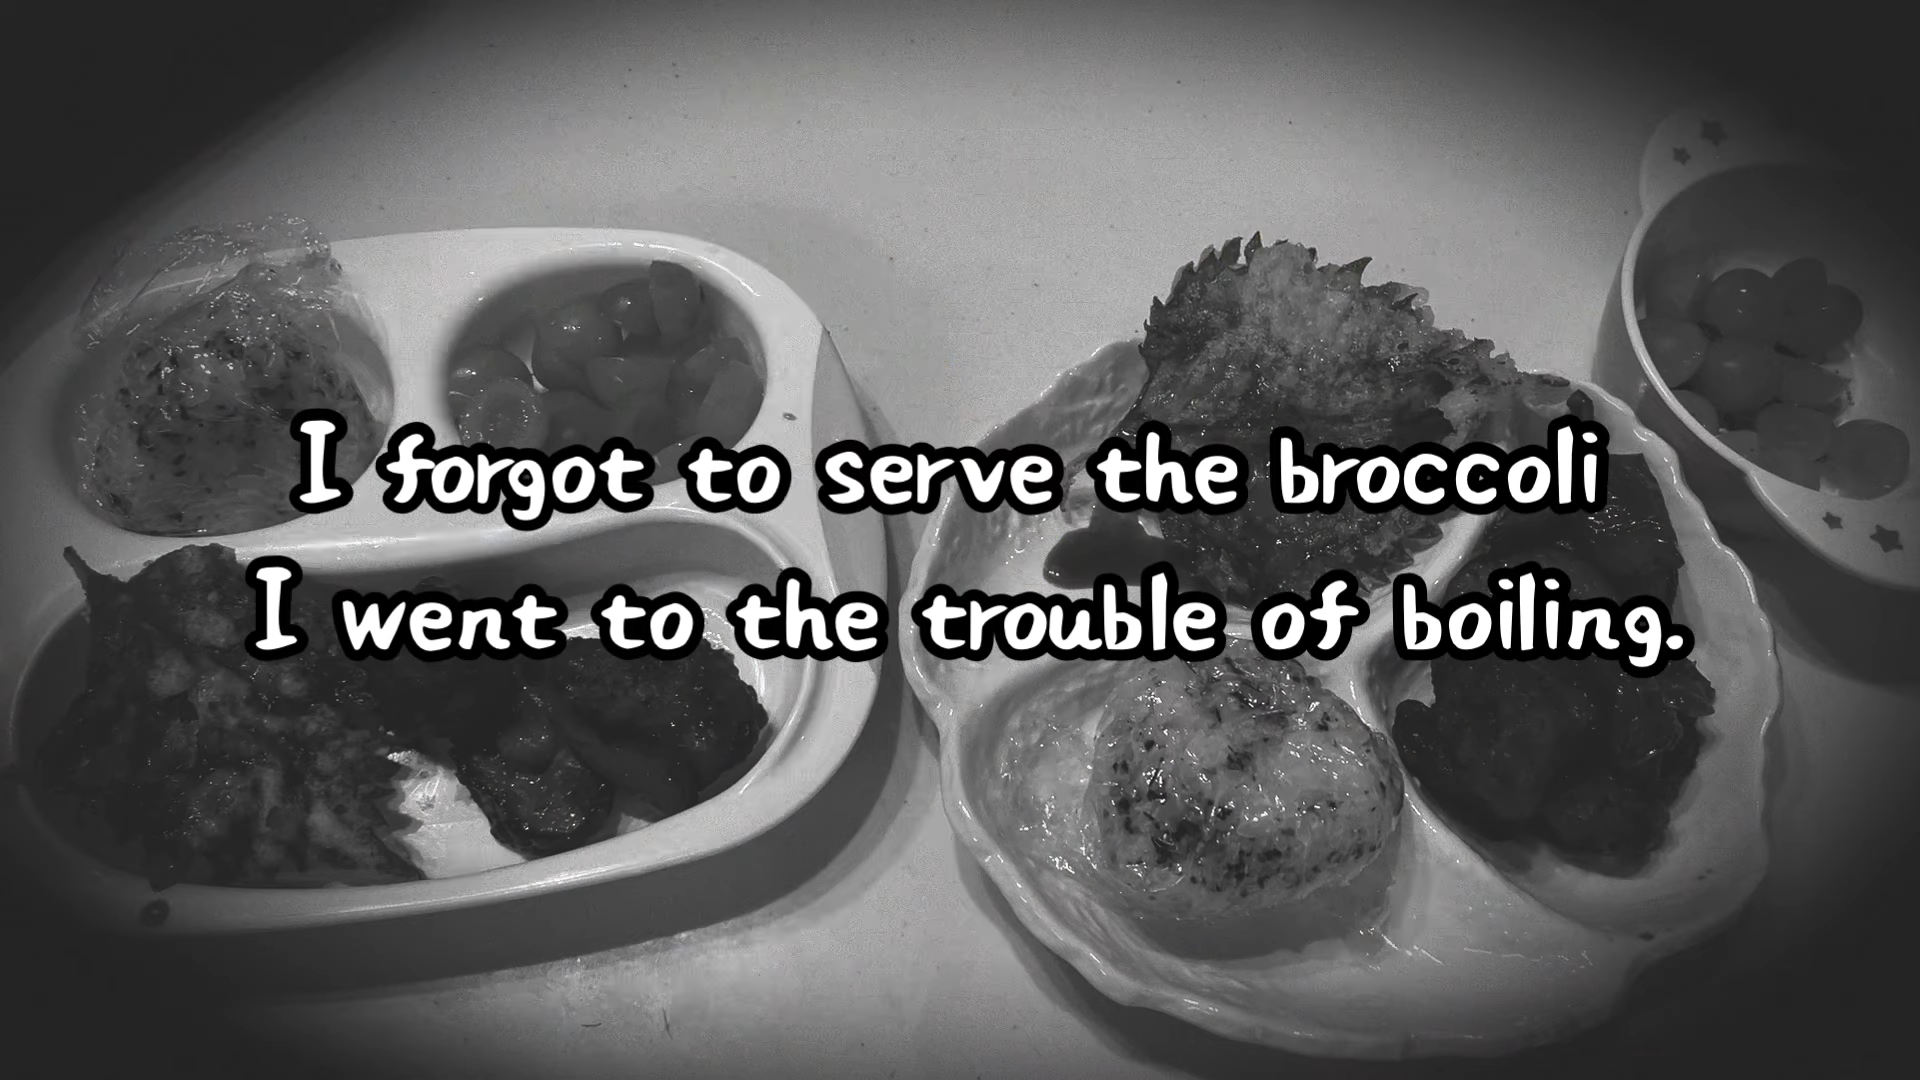 I forgot to serve the broccoli
I went to the trouble of boiling.